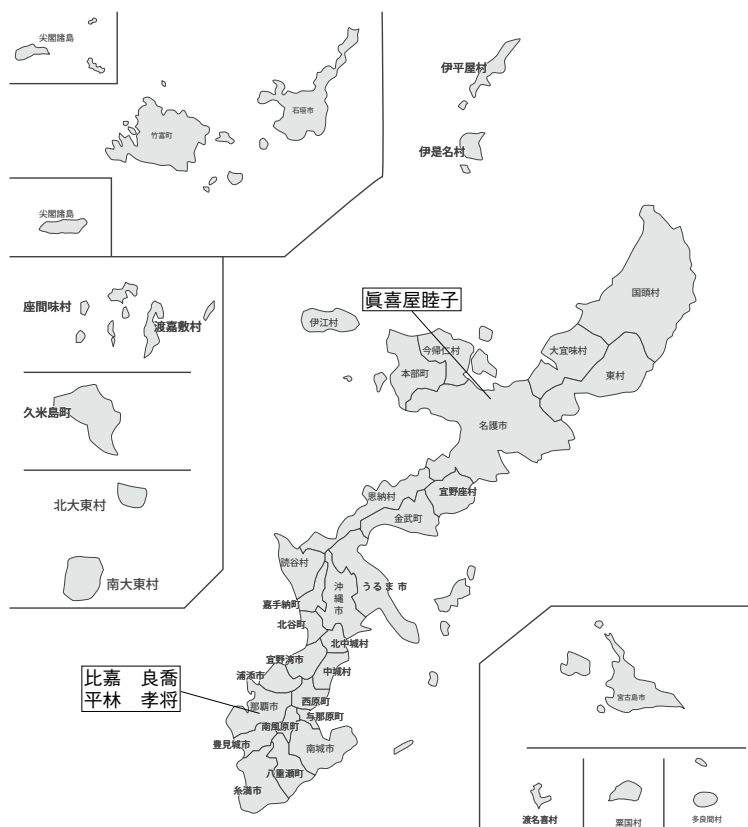 尖閣諸島
石垣市
竹富町
尖閣諸島
伊平屋村
伊是名村
座間味村
渡嘉敷村
久米島町
北大東村
南大東村
眞喜屋睦子
伊江村
今帰仁村
本部町
国頭村
大宜味村
東村
名護市
恩納村
宜野座村
金武町
読谷村
うるま市
沖縄市
嘉手納町
北谷町
北中城村
宜野湾市
中城村
浦添市
比嘉　良喬
平林　孝将
西原町
那覇市
与那原町
南風原町
豊見城市
南城市
八重瀬町
糸満市
宮古島市
渡名喜村
粟国村
多良間村